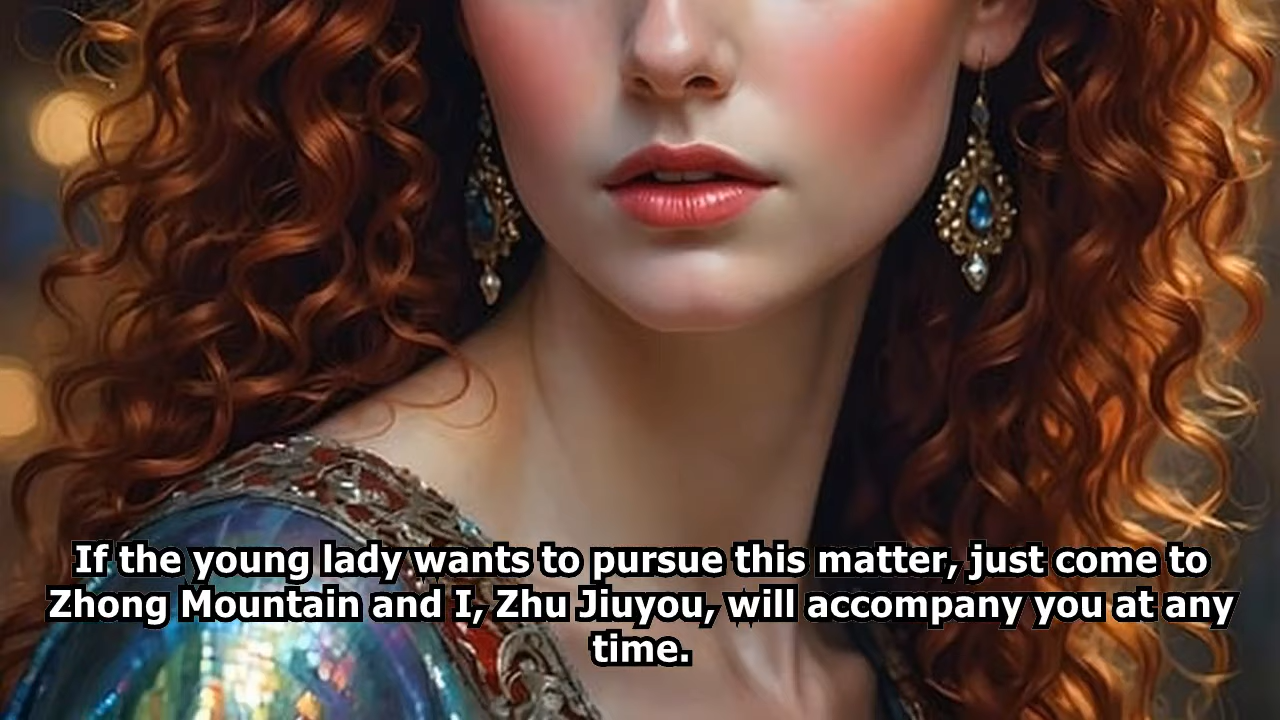 If the young lady wants to pursue this matter, just come to
Zhong Mountain and I, Zhu Jiuyou, will accompany you at any
time.